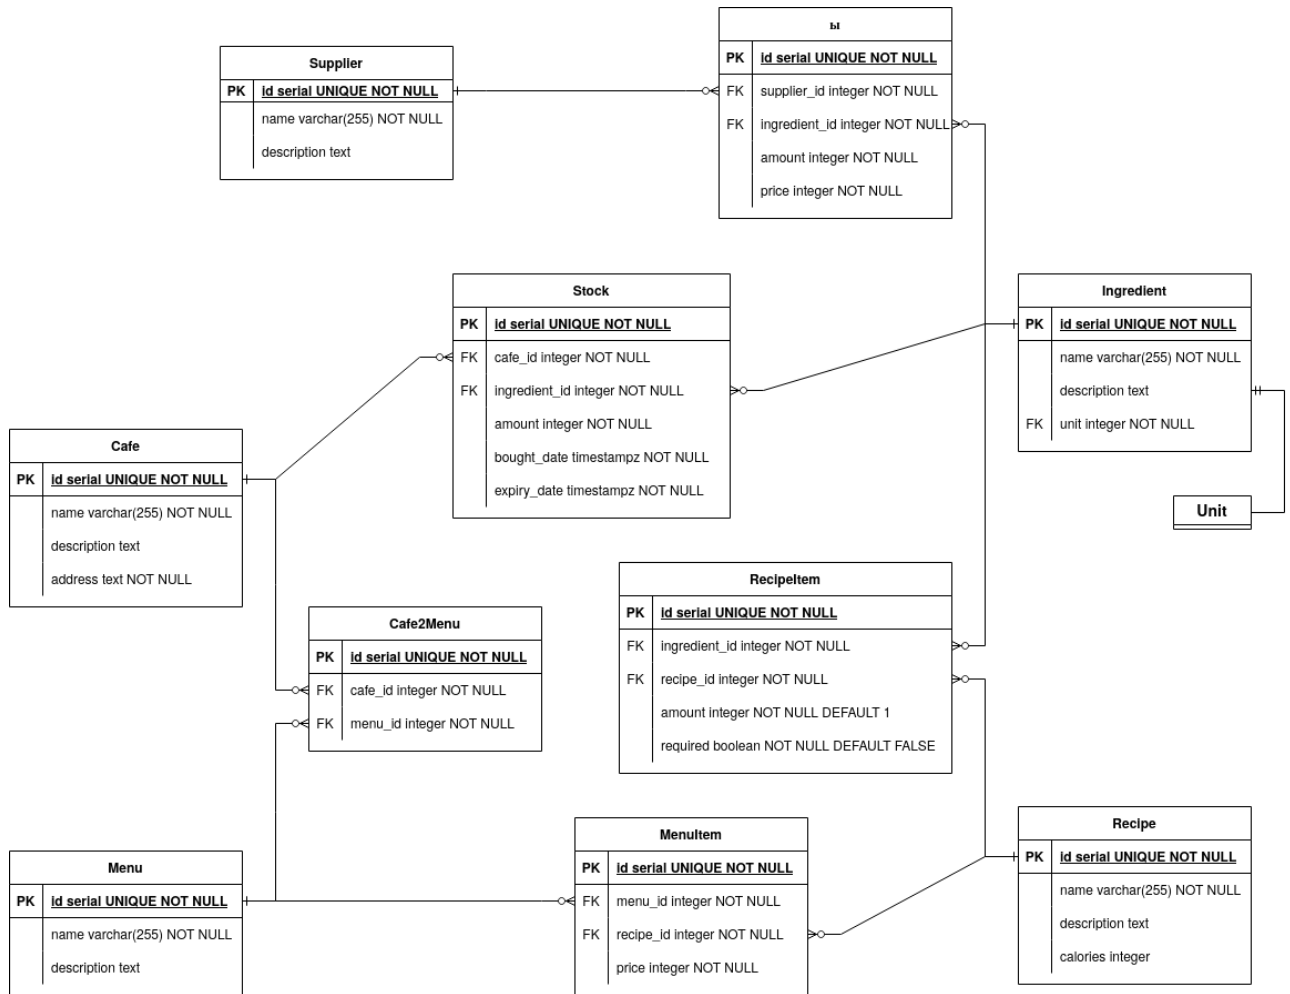 ы
PK id serial UNIQUE NOT NULL
FK supplier_id integer NOT NULL
FK ingredient_id integer NOT NULL
amount integer NOT NULL
price integer NOT NULL
Supplier
PK id serial UNIQUE NOT NULL
name varchar(255) NOT NULL
description text
Stock
PK id serial UNIQUE NOT NULL
FK cafe_id integer NOT NULL
FK ingredient_id integer NOT NULL
amount integer NOT NULL
bought_date timestampz NOT NULL
expiry_date timestampz NOT NULL
Ingredient
PK id serial UNIQUE NOT NULL
name varchar(255) NOT NULL
description text
FK unit integer NOT NULL
Cafe
PK id serial UNIQUE NOT NULL
name varchar(255) NOT NULL
description text
address text NOT NULL
Unit
RecipeItem
PK id serial UNIQUE NOT NULL
FK ingredient_id integer NOT NULL
FK recipe_id integer NOT NULL
amount integer NOT NULL DEFAULT 1
required boolean NOT NULL DEFAULT FALSE
Cafe2Menu
PK id serial UNIQUE NOT NULL
FK cafe_id integer NOT NULL
FK menu_id integer NOT NULL
Recipe
PK id serial UNIQUE NOT NULL
name varchar(255) NOT NULL
description text
calories integer
MenuItem
PK id serial UNIQUE NOT NULL
FK menu_id integer NOT NULL
FK recipe_id integer NOT NULL
price integer NOT NULL
Menu
PK id serial UNIQUE NOT NULL
name varchar(255) NOT NULL
description text